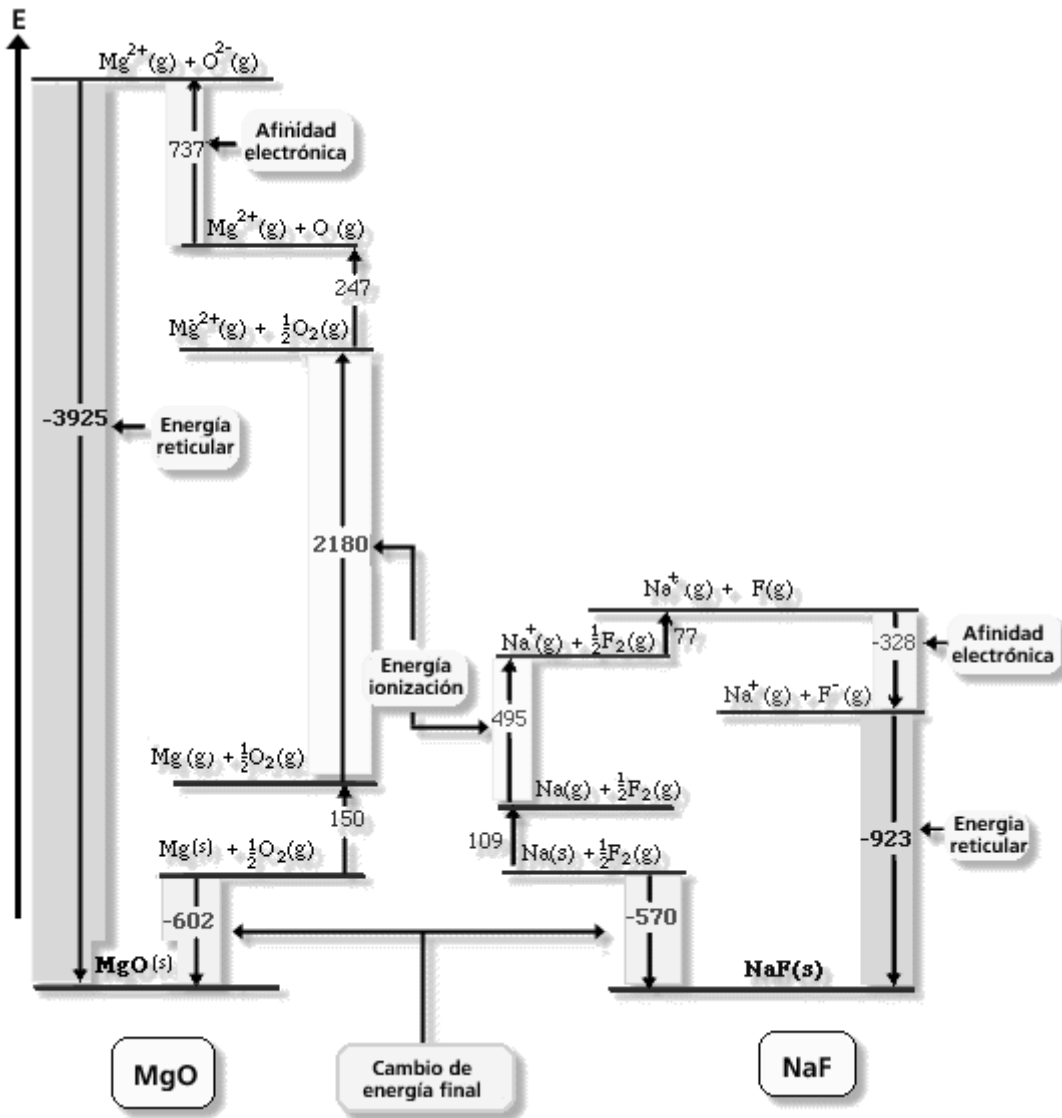 E
Mg²⁺(g) + O²⁻(g)
737
Afinidad
electrónica
Mg²⁺(g) + O (g)
247
Mg²⁺(g) + ½O₂(g)
-3925
Energía
reticular
2180
Energía
ionización
Mg(g) + ½O₂(g)
150
Mg(s) + ½O₂(g)
-602
MgO(s)
MgO
Na⁺(g) + F(g)
77
Na⁺(g) + ½F₂(g)
-328
Afinidad
electrónica
Na⁺(g) + F⁻(g)
495
Na(g) + ½F₂(g)
109
Na(s) + ½F₂(g)
-923
Energia
reticular
-570
NaF(s)
Cambio de
energía final
NaF